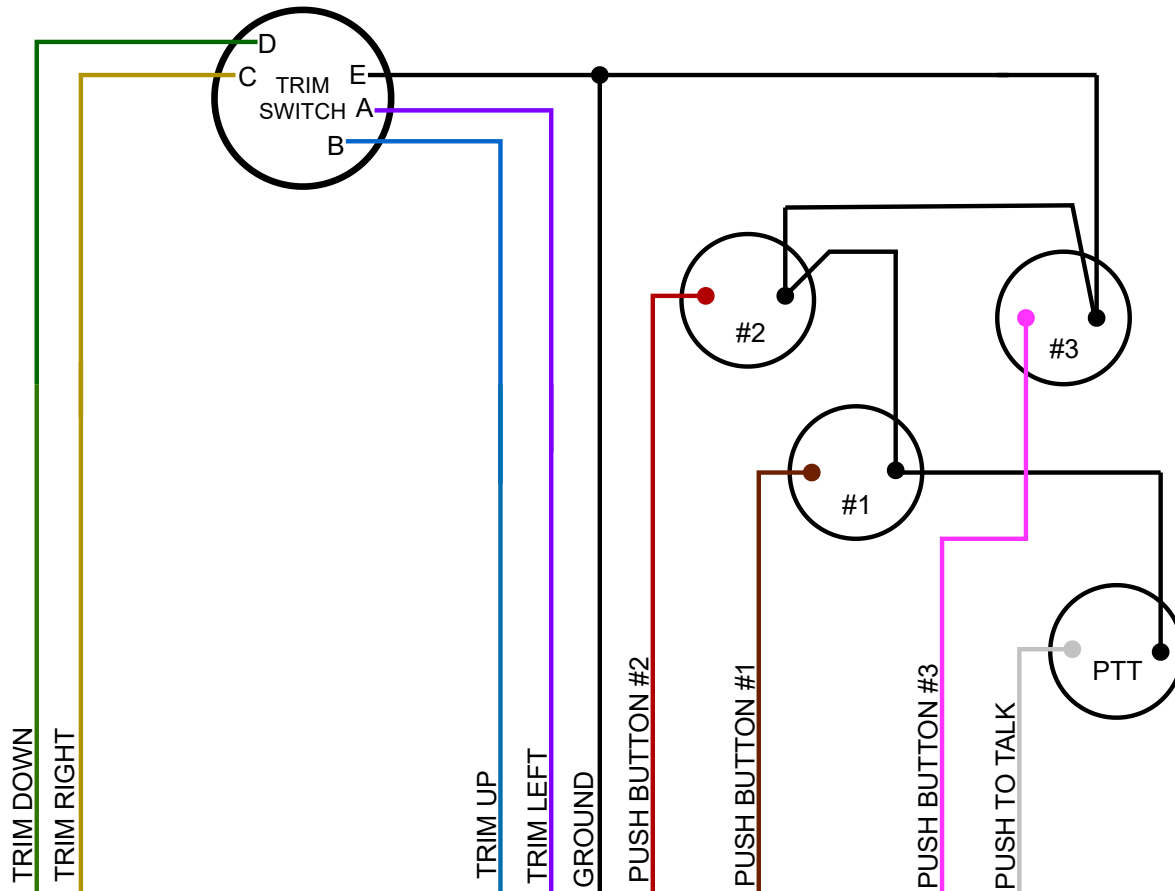 D
C
TRIM
SWITCH
E
A
B
#2
#3
#1
PTT
TRIM DOWN
TRIM RIGHT
TRIM UP
TRIM LEFT
GROUND
PUSH BUTTON #2
PUSH BUTTON #1
PUSH BUTTON #3
PUSH TO TALK